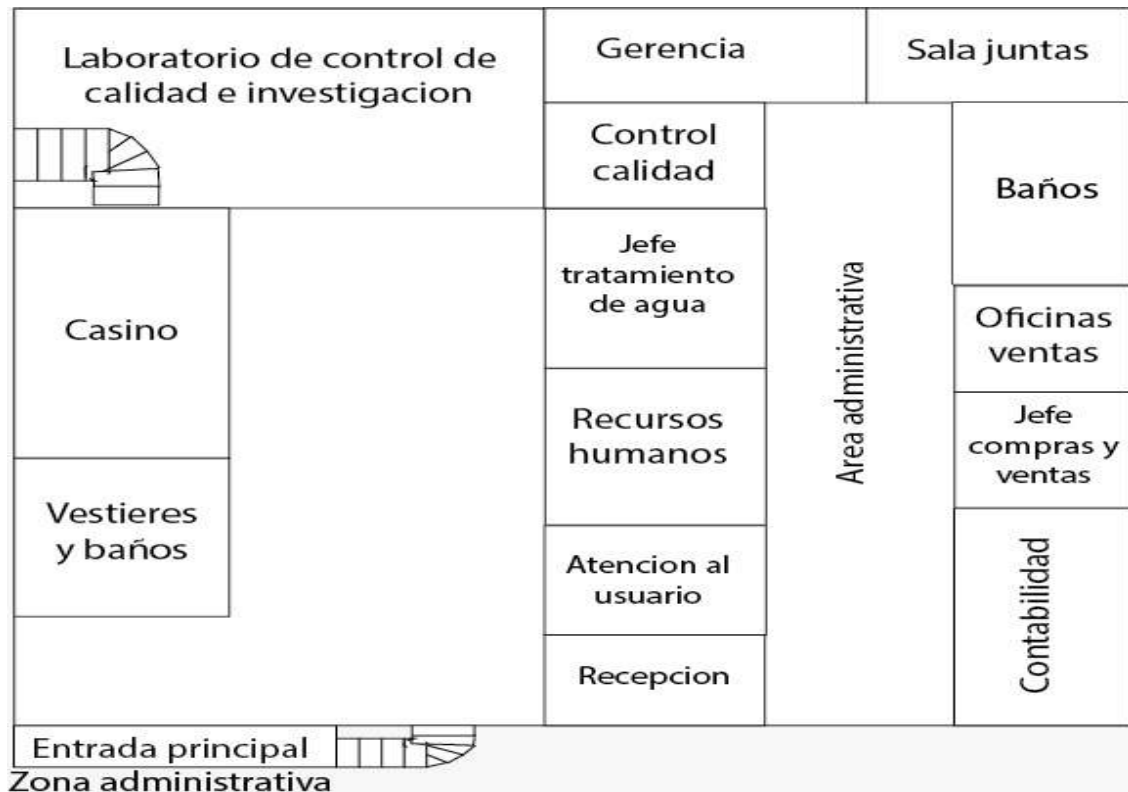 Laboratorio de control de
calidad e investigacion
Gerencia
Sala juntas
Control
calidad
Baños
Jefe
tratamiento
de agua
Casino
Area administrativa
Oficinas
ventas
Recursos
humanos
Jefe
compras y
ventas
Vestieres
y baños
Atencion al
usuario
Contabilidad
Recepcion
Entrada principal
Zona administrativa